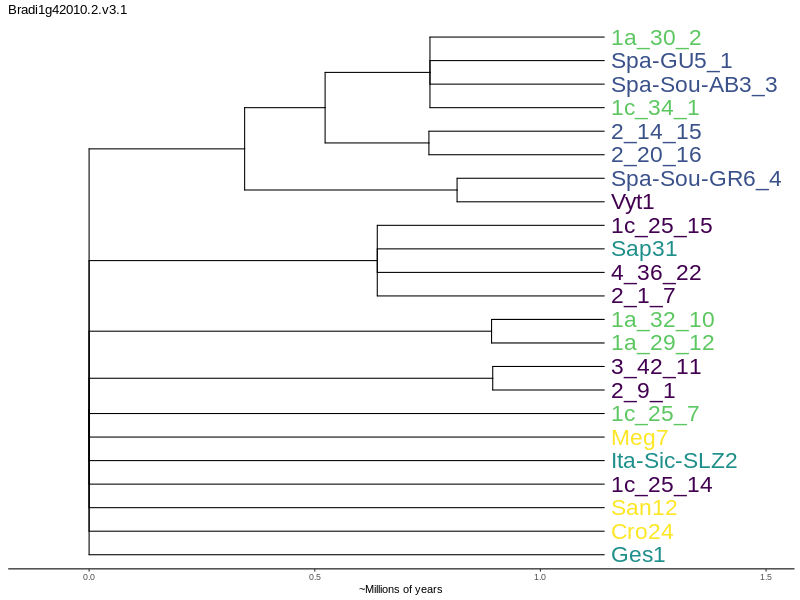 Bradi1g42010.2.v3.1
1a_30_2
Spa-GU5_1
Spa-Sou-AB3_3
1c_34_1
2_14_15
2_20_16
Spa-Sou-GR6_4
Vyt1
1c_25_15
Sap31
4_36_22
2_1_7
1a_32_10
1a_29_12
3_42_11
2_9_1
1c_25_7
Meg7
Ita-Sic-SLZ2
1c_25_14
San12
Cro24
Ges1
0.0 0.5 1.0 1.5
~Millions of years